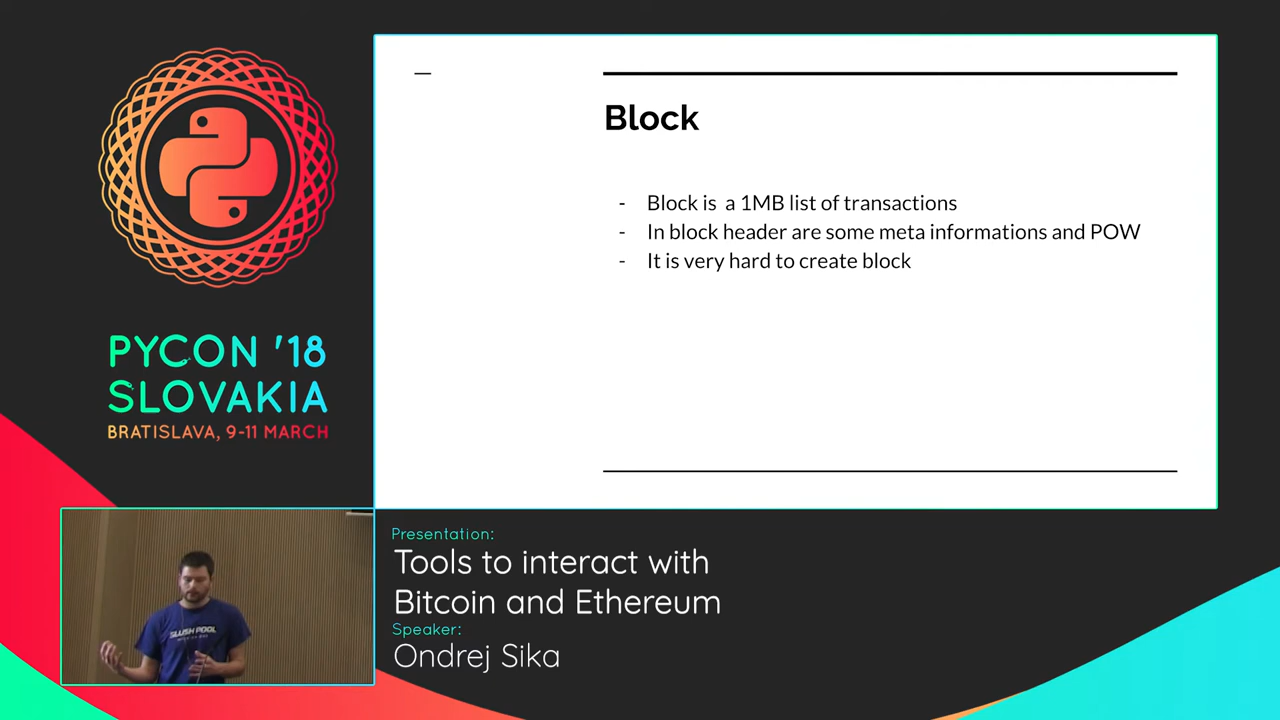 Block
- Block is a 1MB list of transactions
- In block header are some meta informations and POW
- It is very hard to create block
PYCON '18
SLOVAKIA
BRATISLAVA, 9-11 MARCH
SLUSH POOL
Presentation:
Tools to interact with
Bitcoin and Ethereum
Speaker:
Ondrej Sika